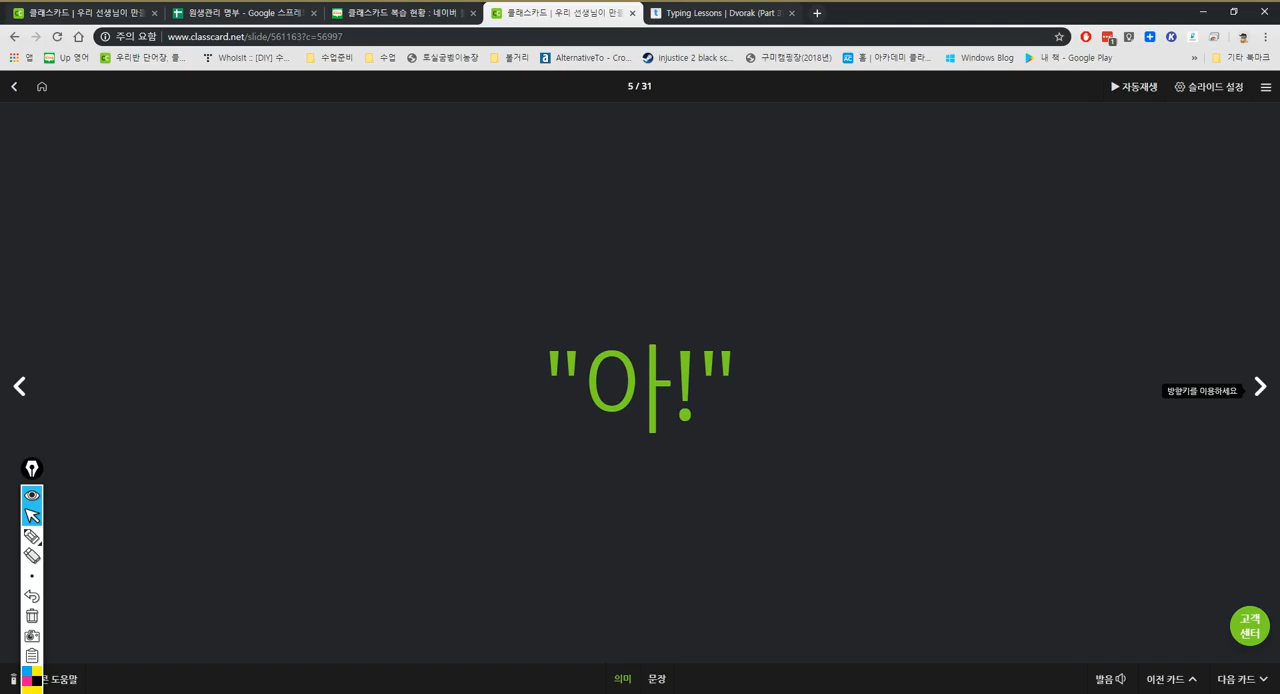 클래스카드 | 우리 선생님이 만들
원생관리 명부 - Google 스프레
클래스카드 복습 현황 : 네이버
클래스카드 | 우리 선생님이 만들
Typing Lessons | Dvorak (Part
주의 요함 | www.classcard.net/slide/561163?c=56997
앱
Up 영어
우리반 단어장, 클...
WhoIst :: [DIY] 수...
수업준비
수업
볼거리
토실굼벵이농장
AlternativeTo - Cro...
injustice 2 black sc...
구미캠핑장(2018년)
홈 | 아카데미 클라...
Windows Blog
내 책 - Google Play
»
기타 북마크
5 / 31
자동재생
슬라이드 설정
"아!"
방향키를 이용하세요
고객
센터
도움말
의미
문장
발음
이전 카드
다음 카드